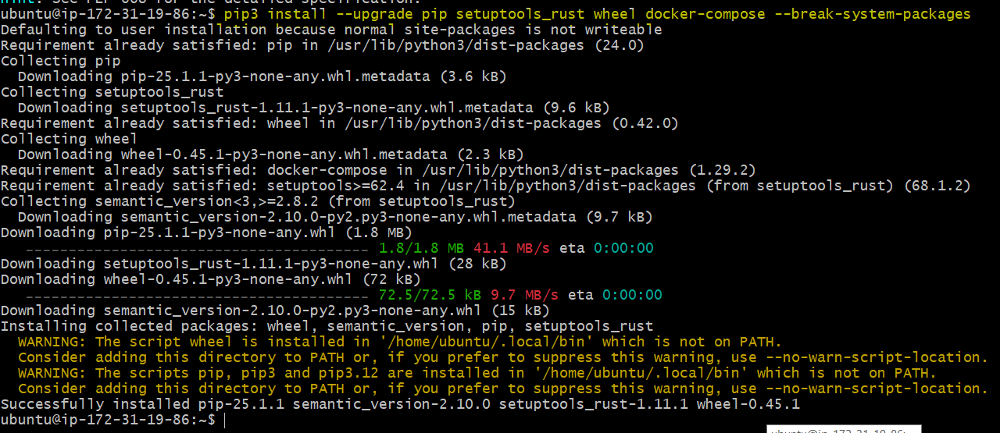 ubuntu@ip-172-31-19-86:~$ pip3 install --upgrade pip setuptools_rust wheel docker-compose --break-system-packages
Defaulting to user installation because normal site-packages is not writeable
Requirement already satisfied: pip in /usr/lib/python3/dist-packages (24.0)
Collecting pip
  Downloading pip-25.1.1-py3-none-any.whl.metadata (3.6 kB)
Collecting setuptools_rust
  Downloading setuptools_rust-1.11.1-py3-none-any.whl.metadata (9.6 kB)
Requirement already satisfied: wheel in /usr/lib/python3/dist-packages (0.42.0)
Collecting wheel
  Downloading wheel-0.45.1-py3-none-any.whl.metadata (2.3 kB)
Requirement already satisfied: docker-compose in /usr/lib/python3/dist-packages (1.29.2)
Requirement already satisfied: setuptools>=62.4 in /usr/lib/python3/dist-packages (from setuptools_rust) (68.1.2)
Collecting semantic_version<3,>=2.8.2 (from setuptools_rust)
  Downloading semantic_version-2.10.0-py2.py3-none-any.whl.metadata (9.7 kB)
Downloading pip-25.1.1-py3-none-any.whl (1.8 MB)
   ---------------------------------------- 1.8/1.8 MB 41.1 MB/s eta 0:00:00
Downloading setuptools_rust-1.11.1-py3-none-any.whl (28 kB)
Downloading wheel-0.45.1-py3-none-any.whl (72 kB)
   ---------------------------------------- 72.5/72.5 kB 9.7 MB/s eta 0:00:00
Downloading semantic_version-2.10.0-py2.py3-none-any.whl (15 kB)
Installing collected packages: wheel, semantic_version, pip, setuptools_rust
  WARNING: The script wheel is installed in '/home/ubuntu/.local/bin' which is not on PATH.
  Consider adding this directory to PATH or, if you prefer to suppress this warning, use --no-warn-script-location.
  WARNING: The scripts pip, pip3 and pip3.12 are installed in '/home/ubuntu/.local/bin' which is not on PATH.
  Consider adding this directory to PATH or, if you prefer to suppress this warning, use --no-warn-script-location.
Successfully installed pip-25.1.1 semantic_version-2.10.0 setuptools_rust-1.11.1 wheel-0.45.1
ubuntu@ip-172-31-19-86:~$